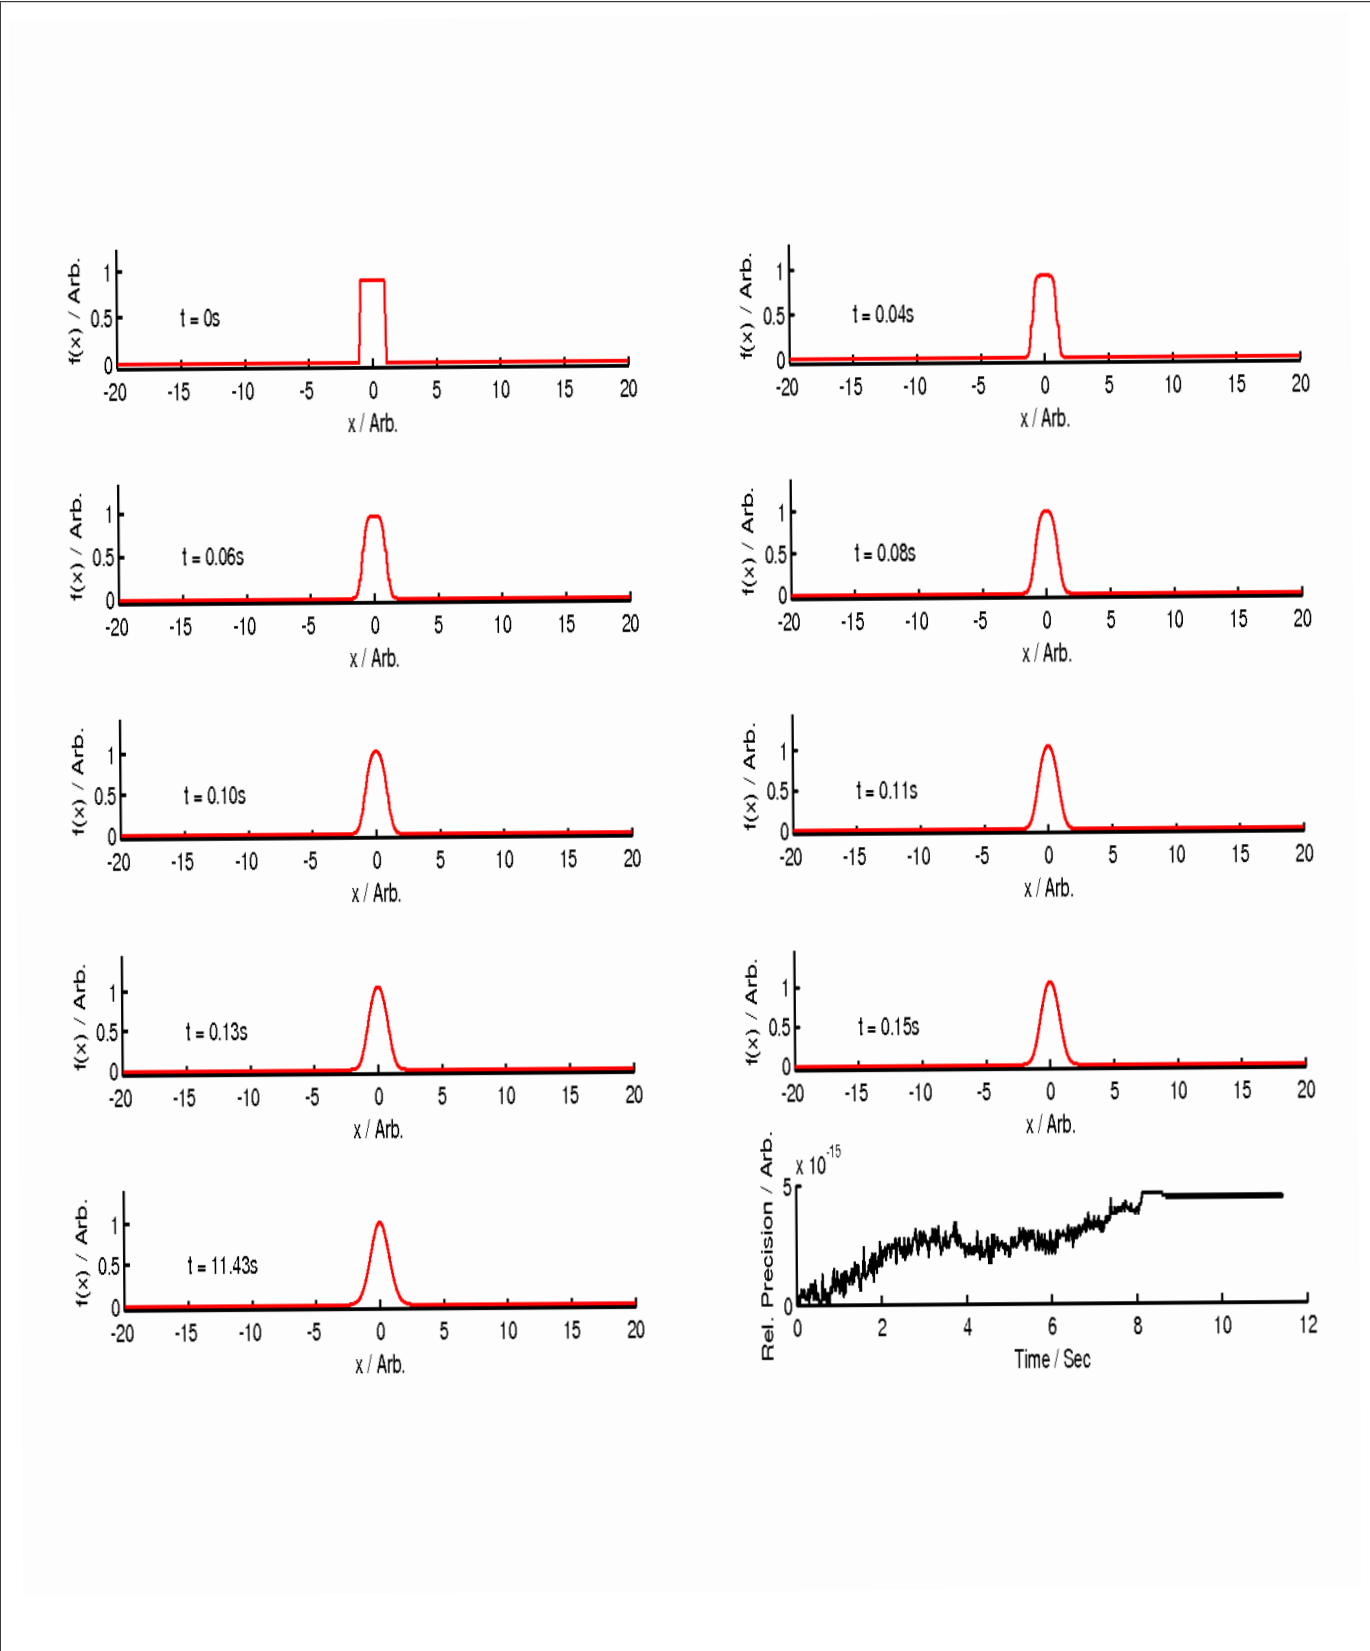 f(x) / Arb.
1
0.5
0
t = 0s
-20 -15 -10 -5 0 5 10 15 20
x / Arb.
f(x) / Arb.
1
0.5
0
t = 0.04s
-20 -15 -10 -5 0 5 10 15 20
x / Arb.
f(x) / Arb.
1
0.5
0
t = 0.06s
-20 -15 -10 -5 0 5 10 15 20
x / Arb.
f(x) / Arb.
1
0.5
0
t = 0.08s
-20 -15 -10 -5 0 5 10 15 20
x / Arb.
f(x) / Arb.
1
0.5
0
t = 0.10s
-20 -15 -10 -5 0 5 10 15 20
x / Arb.
f(x) / Arb.
1
0.5
0
t = 0.11s
-20 -15 -10 -5 0 5 10 15 20
x / Arb.
f(x) / Arb.
1
0.5
0
t = 0.13s
-20 -15 -10 -5 0 5 10 15 20
x / Arb.
f(x) / Arb.
1
0.5
0
t = 0.15s
-20 -15 -10 -5 0 5 10 15 20
x / Arb.
f(x) / Arb.
1
0.5
0
t = 11.43s
-20 -15 -10 -5 0 5 10 15 20
x / Arb.
Rel. Precision / Arb.
x 10^-15
5
0
0 2 4 6 8 10 12
Time / Sec